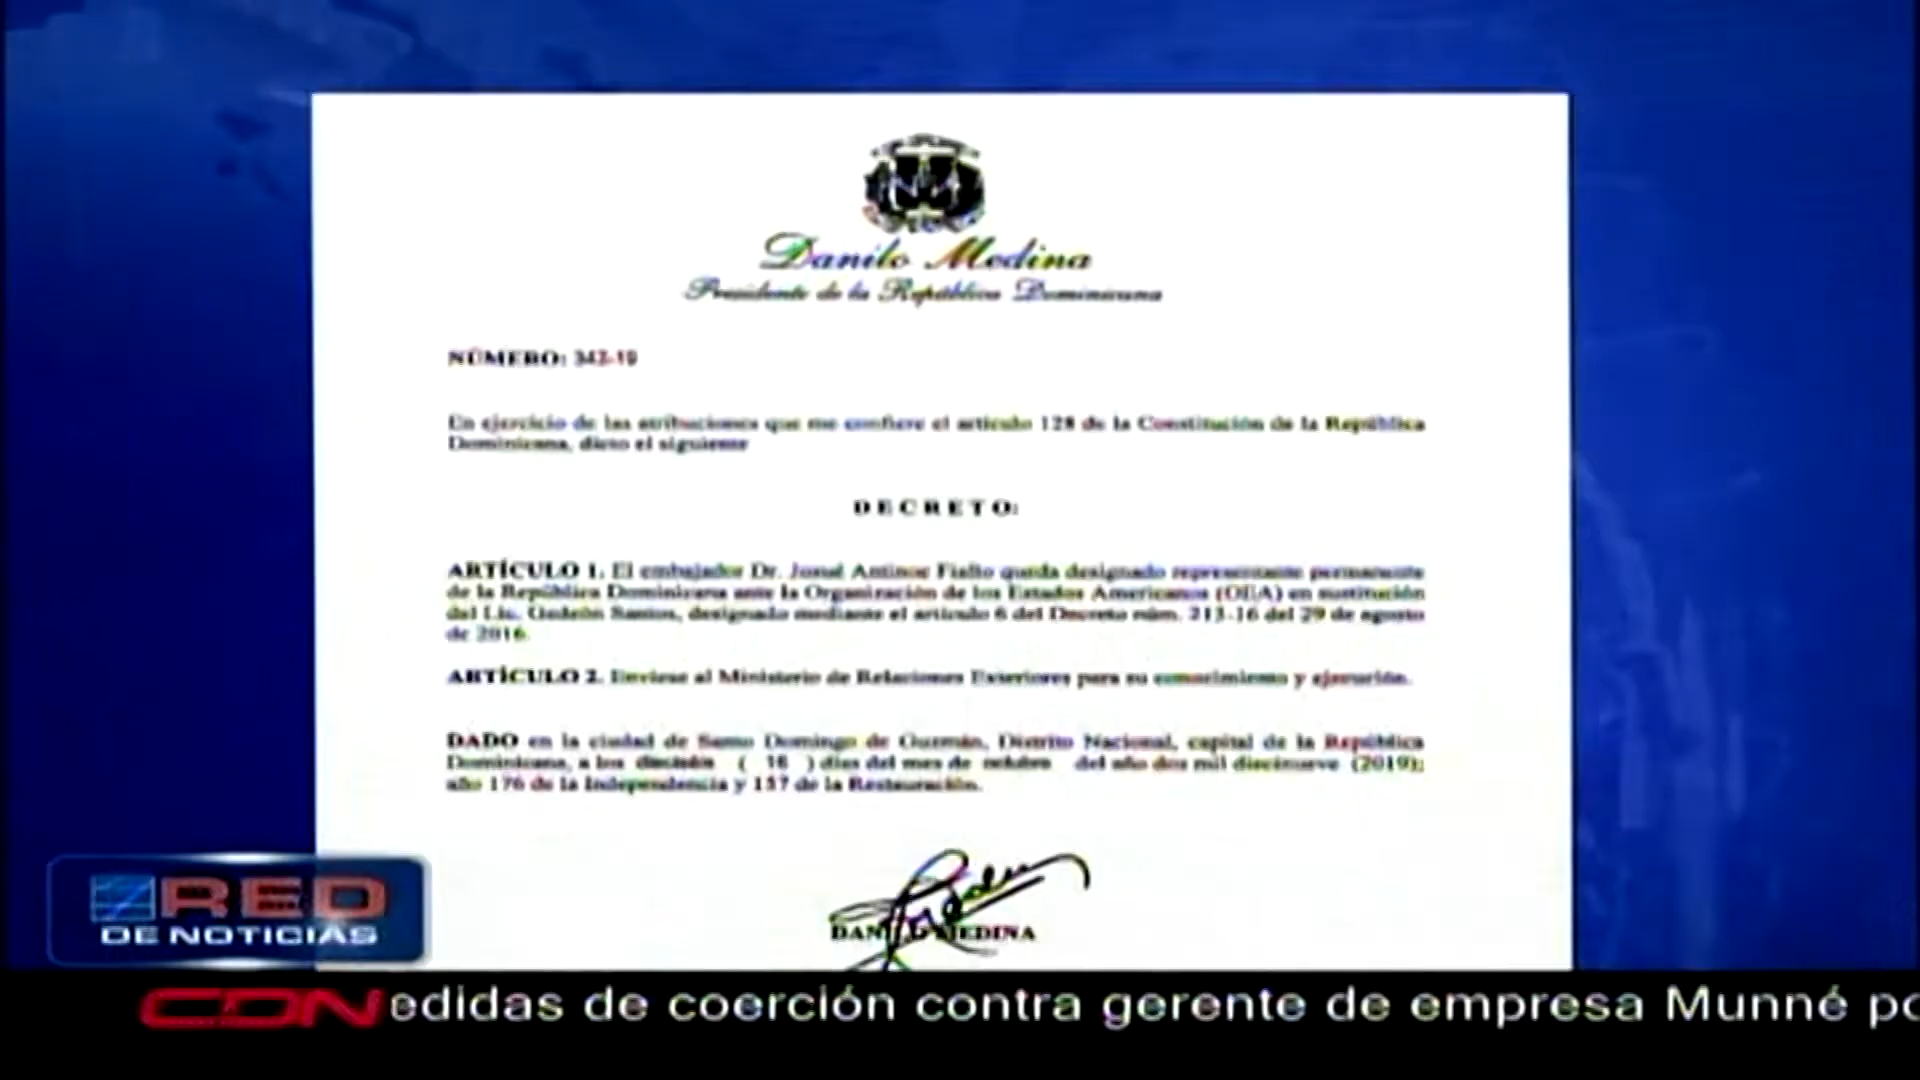 Danilo Medina
Presidente de la República Dominicana
NÚMERO: 342-19
En ejercicio de las atribuciones que me confiere el artículo 128 de la Constitución de la República
Dominicana, dicto el siguiente
DECRETO:
ARTÍCULO 1. El embajador Dr. Josué Antinoe Fiallo queda designado representante permanente
de la República Dominicana ante la Organización de los Estados Americanos (OEA) en sustitución
del Lic. Gedeón Santos, designado mediante el artículo 6 del Decreto núm. 213-16 del 29 de agosto
de 2016.
ARTÍCULO 2. Envíese al Ministerio de Relaciones Exteriores para su conocimiento y ejecución.
DADO en la ciudad de Santo Domingo de Guzmán, Distrito Nacional, capital de la República
Dominicana, a los dieciséis ( 16 ) días del mes de octubre del año dos mil diecinueve (2019);
año 176 de la Independencia y 157 de la Restauración.
DANILO MEDINA
RED
DE NOTICIAS
CDN edidas de coerción contra gerente de empresa Munné po